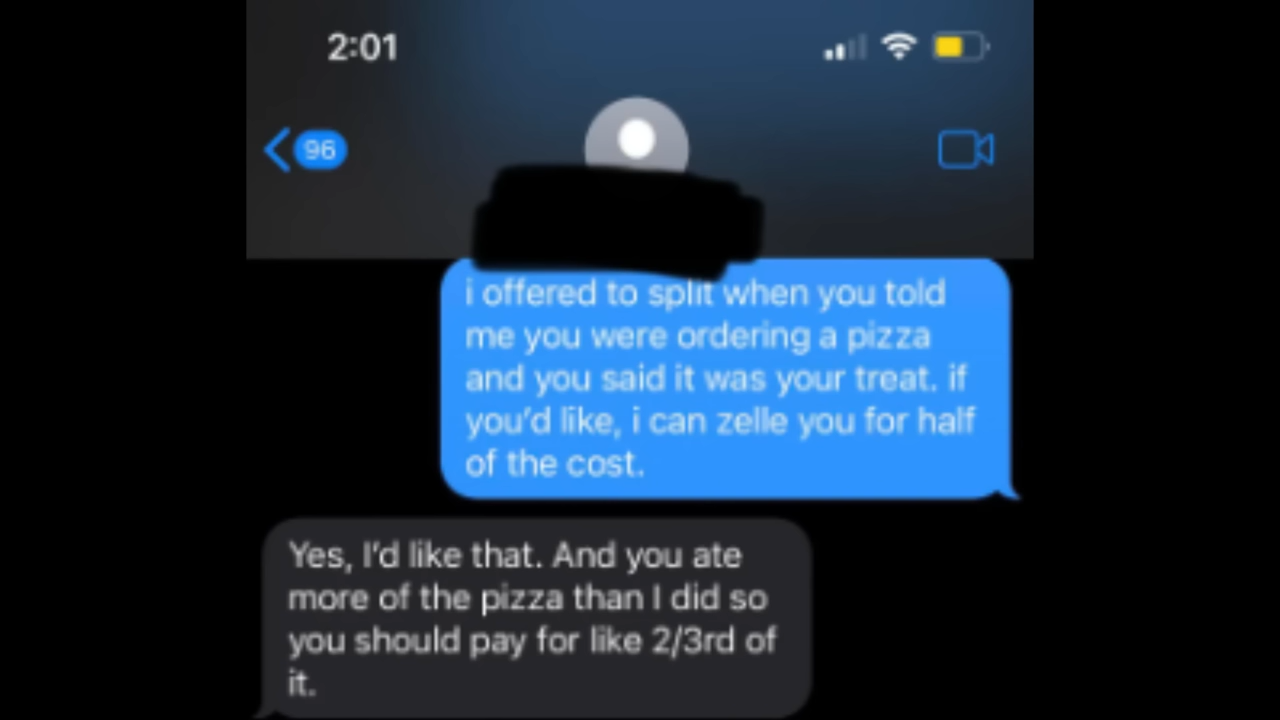 2:01
96
i offered to split when you told
me you were ordering a pizza
and you said it was your treat. if
you'd like, i can zelle you for half
of the cost.
Yes, I'd like that. And you ate
more of the pizza than I did so
you should pay for like 2/3rd of
it.